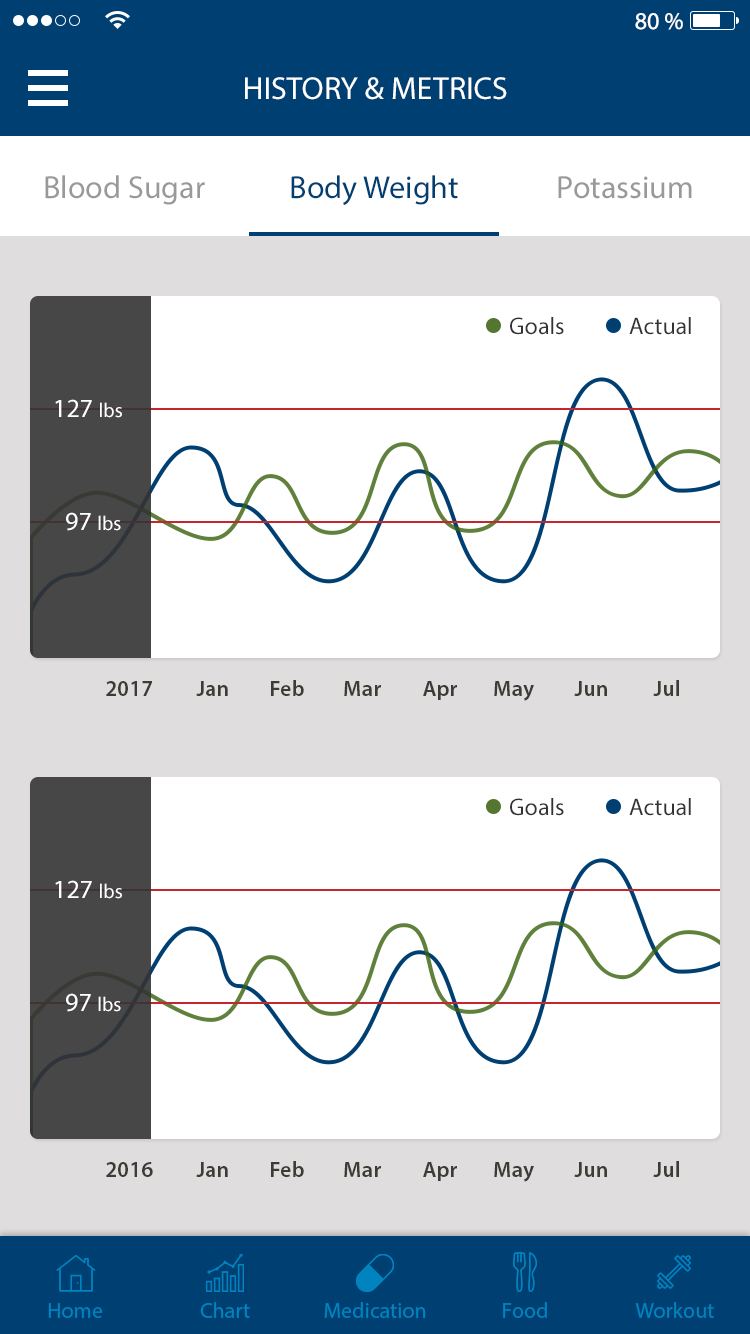 80 %
HISTORY & METRICS
Blood Sugar Body Weight Potassium
Goals Actual
127 lbs
97 lbs
2017 Jan Feb Mar Apr May Jun Jul
Goals Actual
127 lbs
97 lbs
2016 Jan Feb Mar Apr May Jun Jul
Home Chart Medication Food Workout